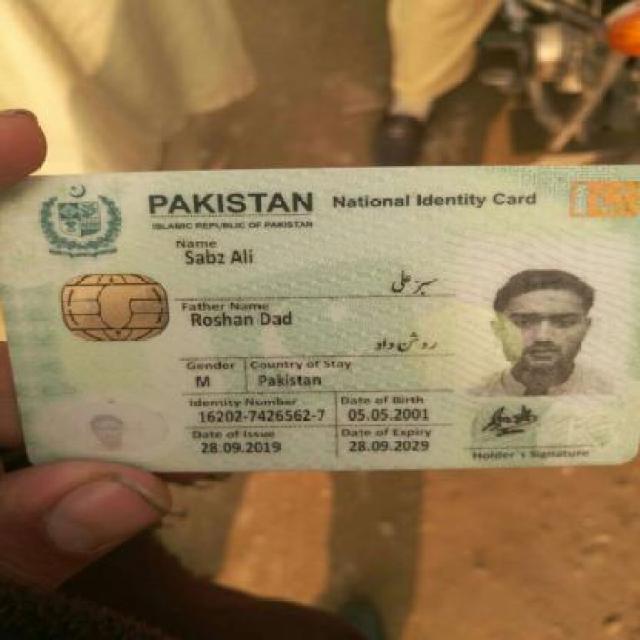 PAKISTAN National Identity Card
ISLAMIC REPUBLIC OF PAKISTAN
Name
Sabz Ali
سبز علی
Father Name
Roshan Dad
روشن داد
Gender Country of Stay
M Pakistan
Identity Number Date of Birth
16202-7426562-7 05.05.2001
Date of Issue Date of Expiry
28.09.2019 28.09.2029
Holder's Signature